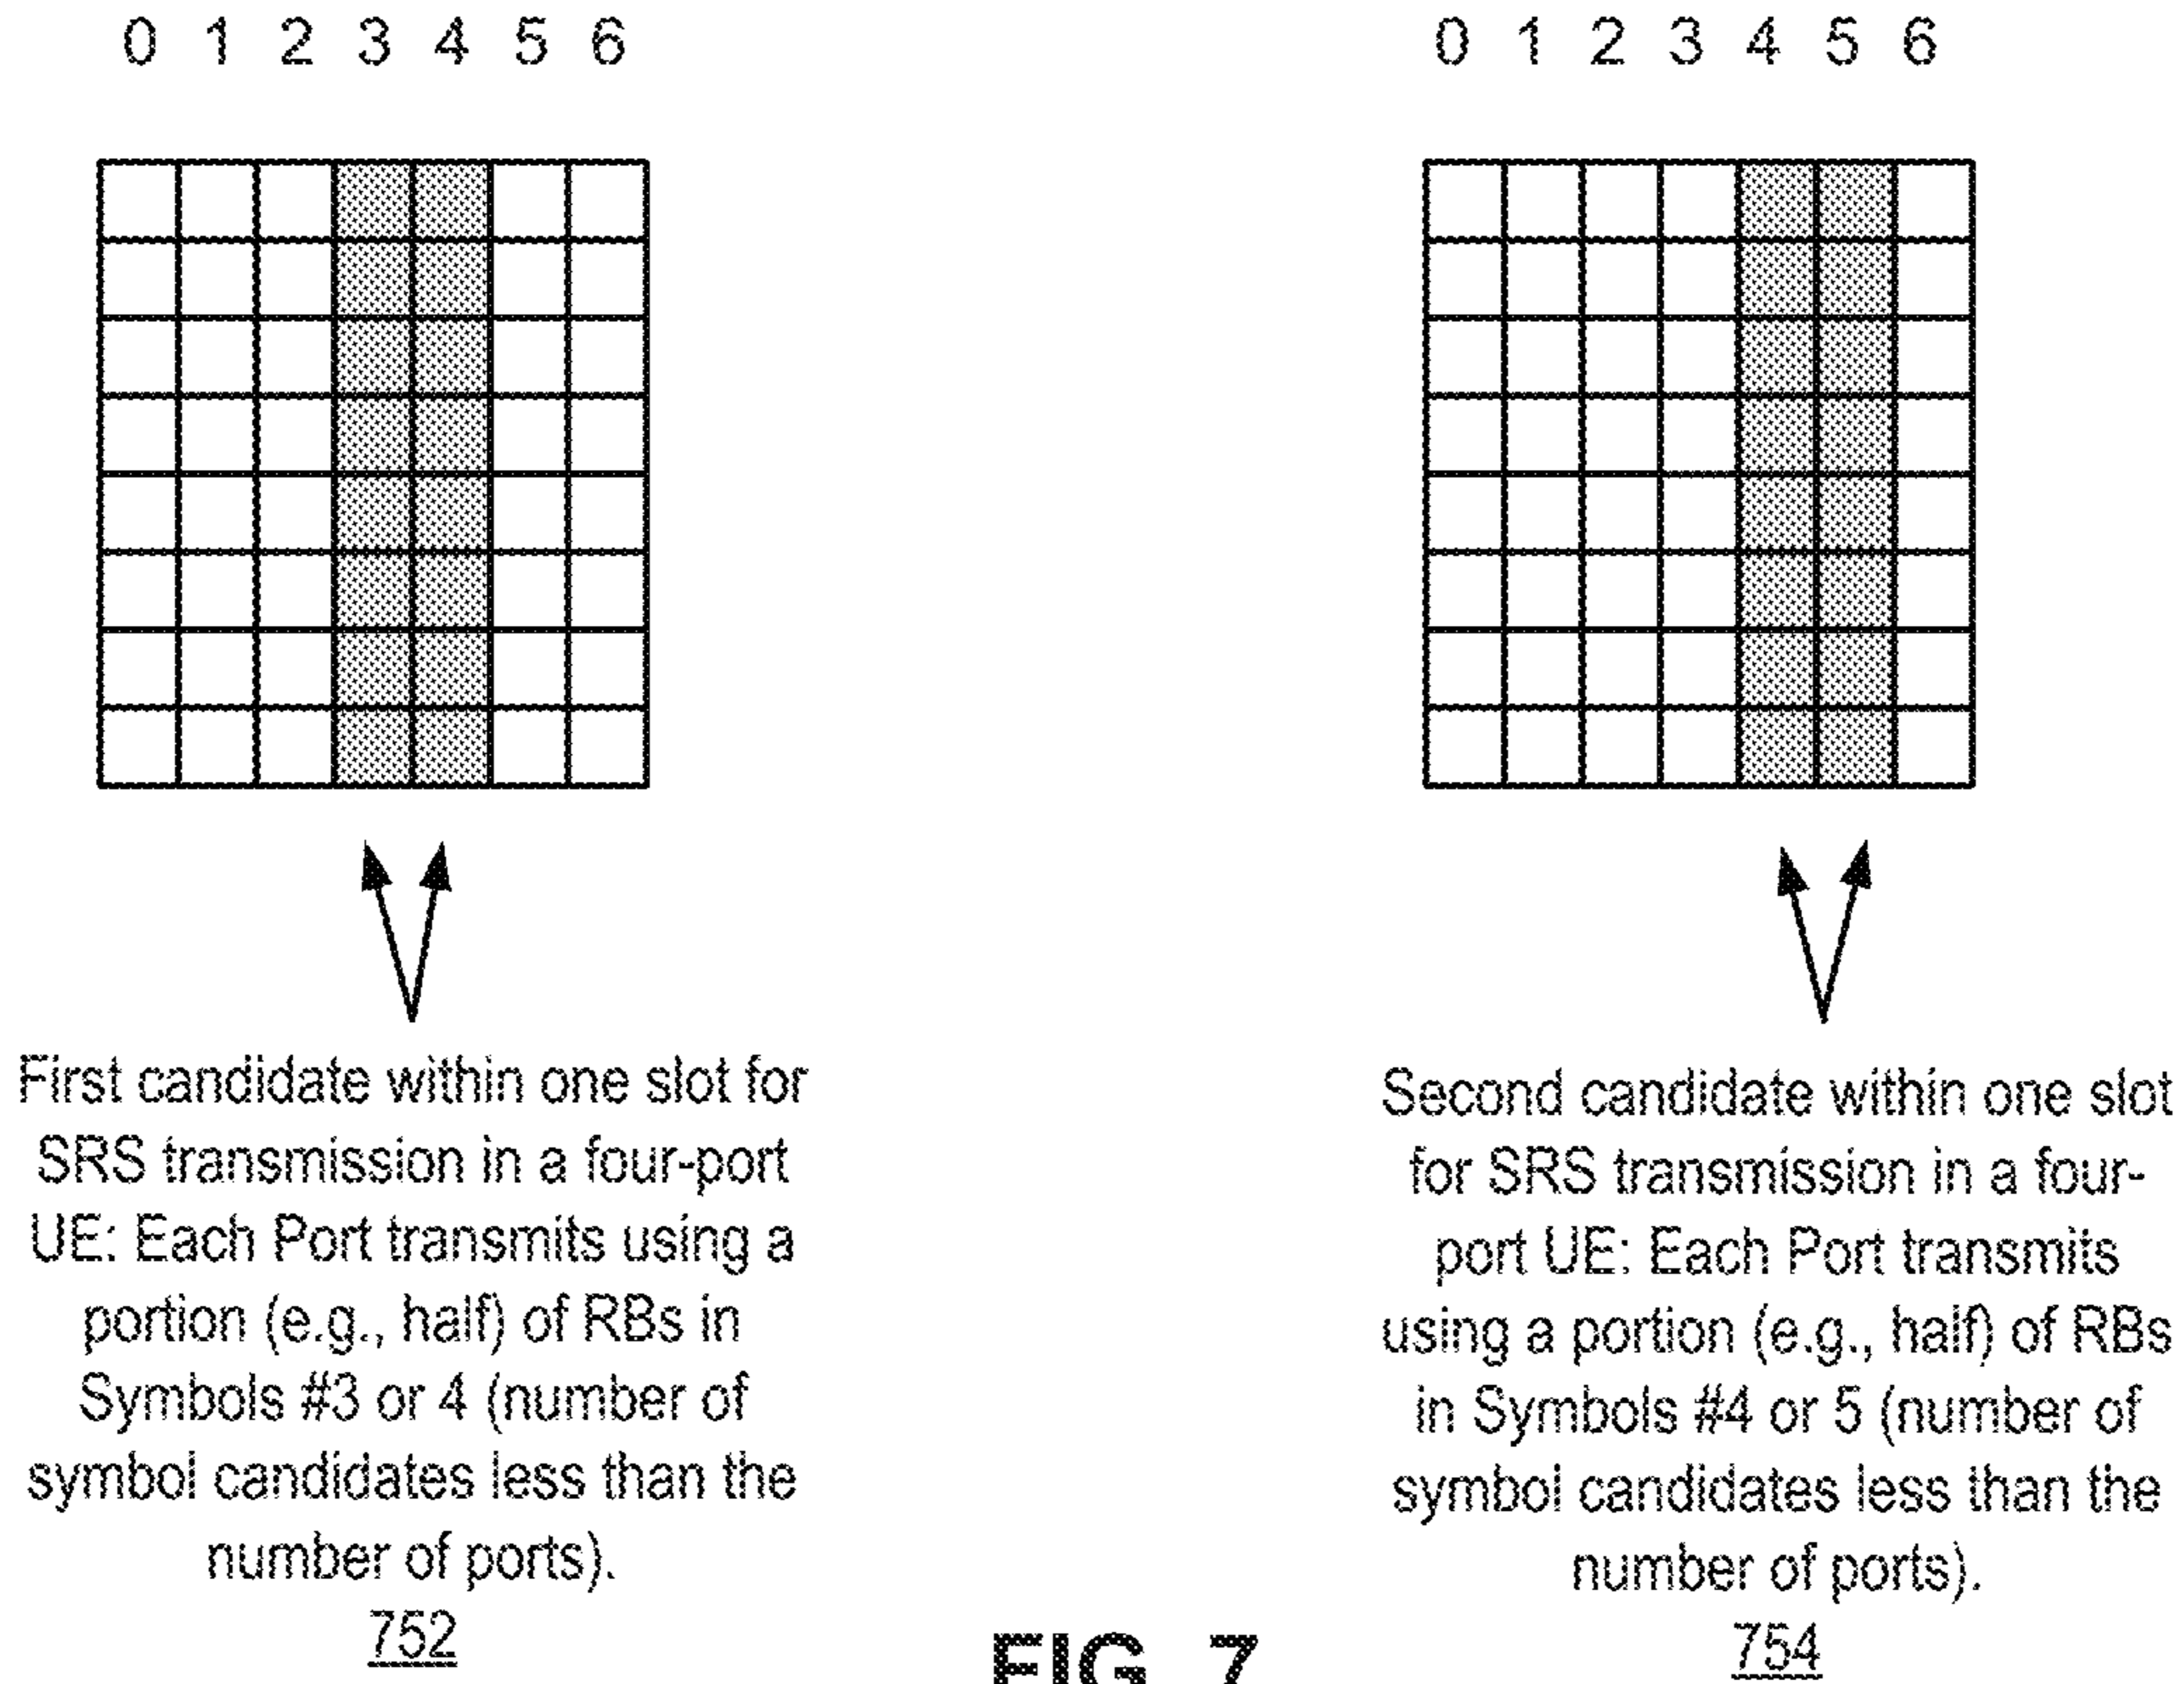 0 1 2 3 4 5 6
0 1 2 3 4 5 6
First candidate within one slot for
SRS transmission in a four-port
UE: Each Port transmits using a
portion (e.g., half) of RBs in
Symbols #3 or 4 (number of
symbol candidates less than the
number of ports).
752
Second candidate within one slot
for SRS transmission in a four-
port UE: Each Port transmits
using a portion (e.g., half) of RBs
in Symbols #4 or 5 (number of
symbol candidates less than the
number of ports).
754
FIG. 7